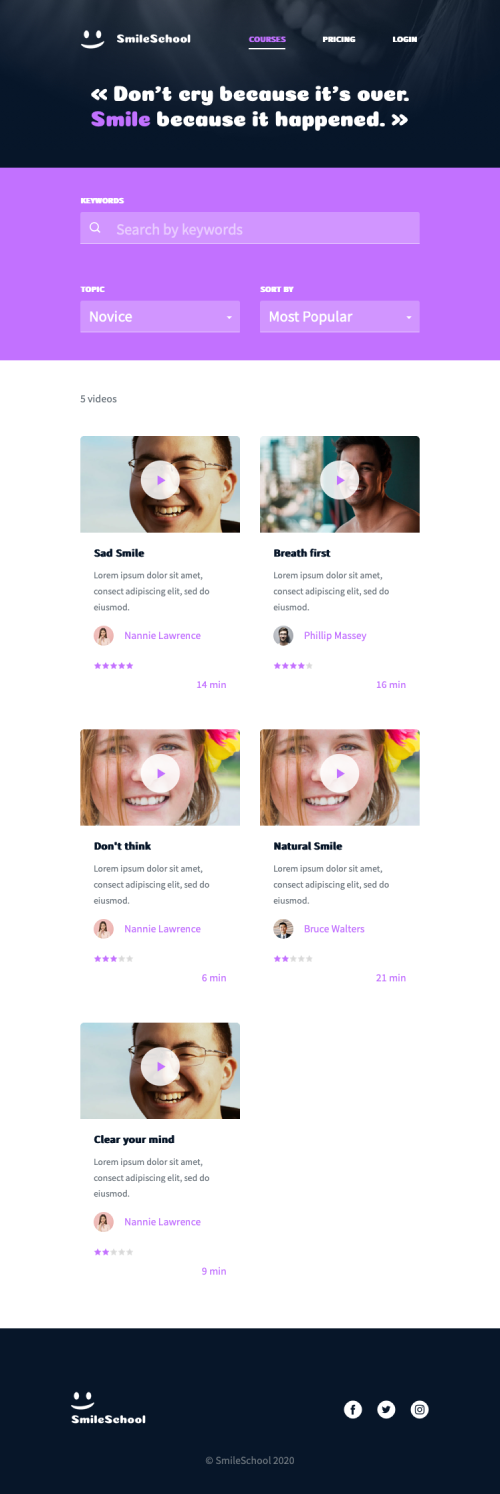 SmileSchool
COURSES
PRICING
LOGIN
« Don’t cry because it’s over.
Smile because it happened. »
KEYWORDS
Search by keywords
TOPIC
SORT BY
Novice
Most Popular
5 videos
Sad Smile
Lorem ipsum dolor sit amet,
consect adipiscing elit, sed do
eiusmod.
Nannie Lawrence
14 min
Breath first
Lorem ipsum dolor sit amet,
consect adipiscing elit, sed do
eiusmod.
Phillip Massey
16 min
Don't think
Lorem ipsum dolor sit amet,
consect adipiscing elit, sed do
eiusmod.
Nannie Lawrence
6 min
Natural Smile
Lorem ipsum dolor sit amet,
consect adipiscing elit, sed do
eiusmod.
Bruce Walters
21 min
Clear your mind
Lorem ipsum dolor sit amet,
consect adipiscing elit, sed do
eiusmod.
Nannie Lawrence
9 min
SmileSchool
© SmileSchool 2020